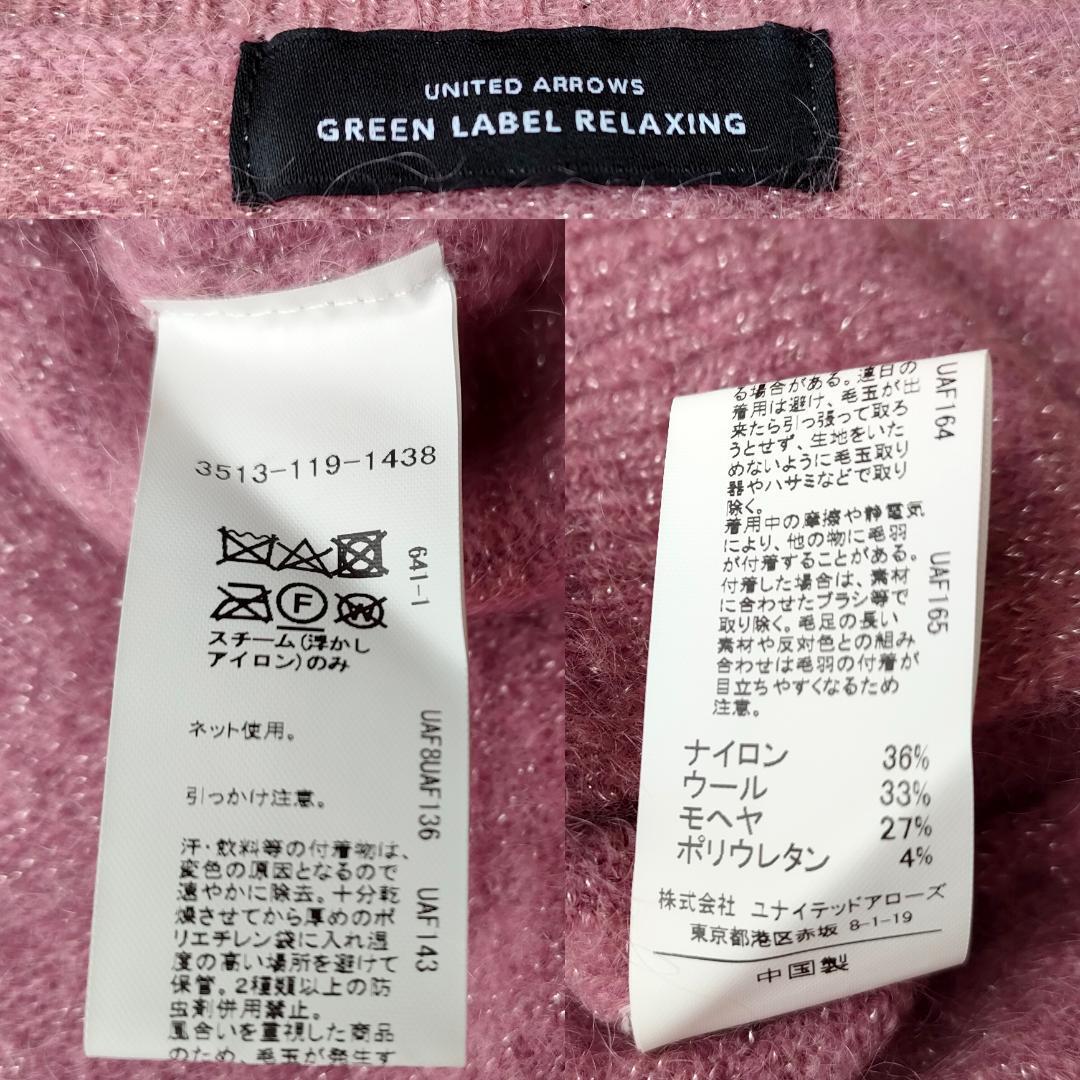 UNITED ARROWS
GREEN LABEL RELAXING
3513-119-1438
641-1
F
W
スチーム(浮かし
アイロン)のみ
ネット使用。
引っかけ注意。
UAF8UAF136
UAF143
汗・飲料等の付着物は、
変色の原因となるので
速やかに除去。十分乾
燥させてから厚めのポ
リエチレン袋に入れ湿
度の高い場所を避けて
保管。2種類以上の防
虫剤併用禁止。
風合いを重視した商品
のため、毛玉が発生す
る場合がある。連日の
着用は避け、毛玉が出
来たら引っ張って取ろ
うとせず、生地をいた
めないように毛玉取り
器やハサミなどで取り
除く。
着用中の摩擦や静電気
により、他の物に毛羽
が付着することがある。
付着した場合は、素材
に合わせたブラシ等で
取り除く。毛足の長い
素材や反対色との組み
合わせは毛羽の付着が
目立ちやすくなるため
注意。
UAF164
UAF165
ナイロン 36%
ウール 33%
モヘヤ 27%
ポリウレタン 4%
株式会社 ユナイテッドアローズ
東京都港区赤坂 8-1-19
中国製